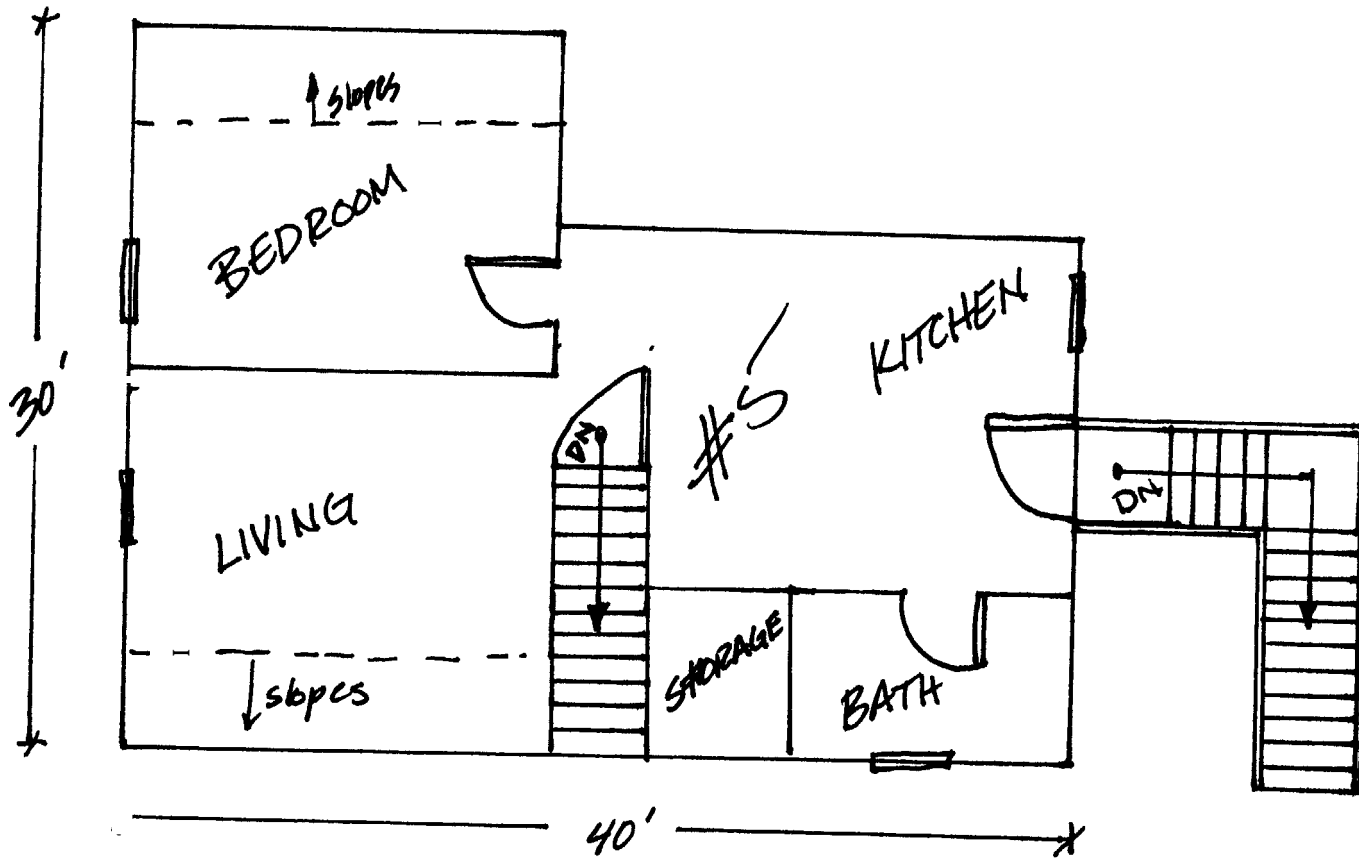 slopes
BEDROOM
30'
KITCHEN
#5
DN
DN
LIVING
STORAGE
BATH
slopes
40'